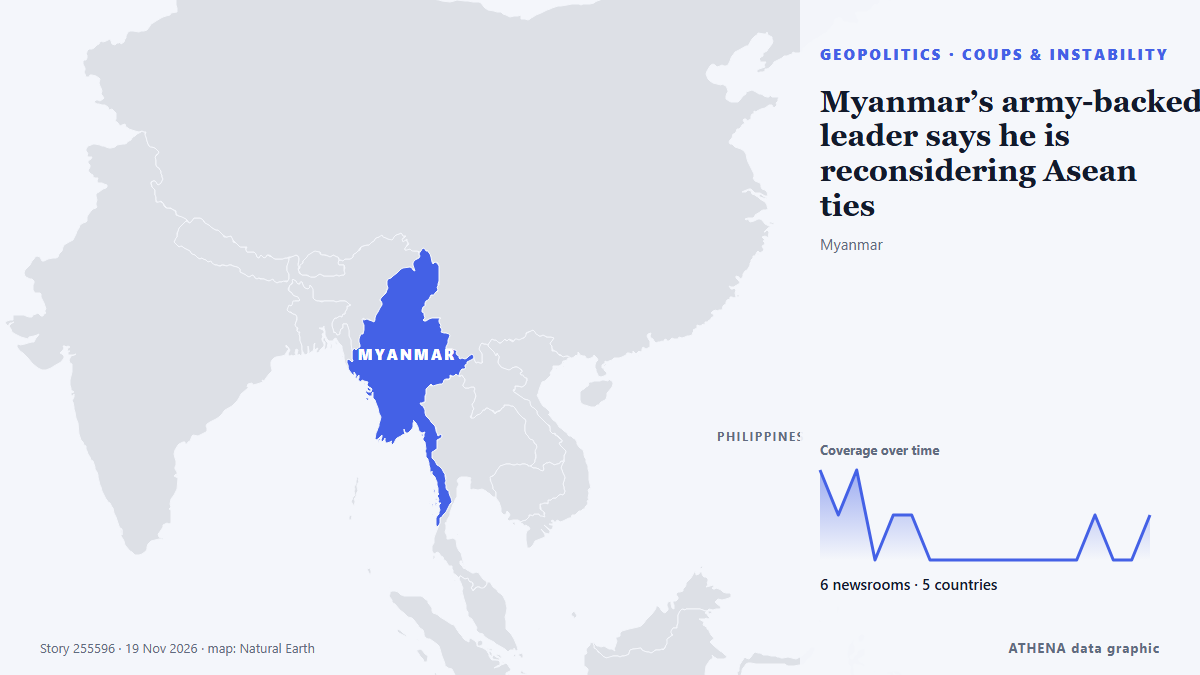 GEOPOLITICS · COUPS & INSTABILITY
Myanmar’s army-backed
leader says he is
reconsidering Asean
ties
Myanmar
MYANMAR
PHILIPPINES
Coverage over time
6 newsrooms · 5 countries
Story 255596 · 19 Nov 2026 · map: Natural Earth
ATHENA data graphic